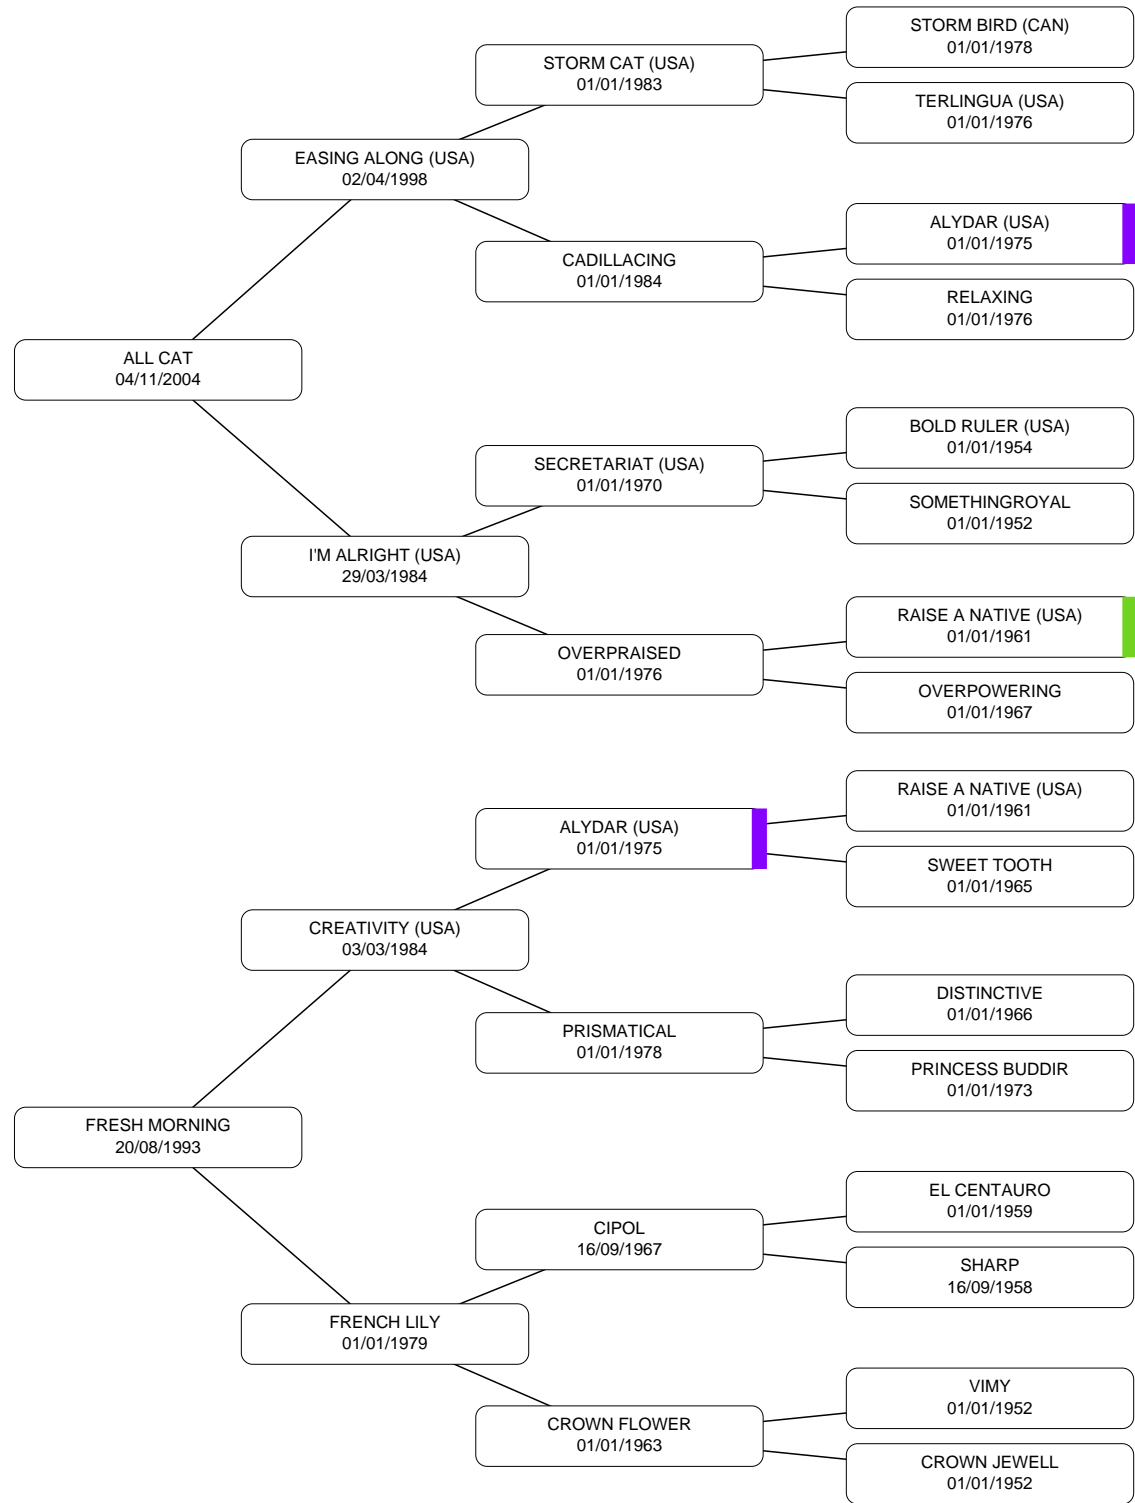 STORM BIRD (CAN)
01/01/1978
STORM CAT (USA)
01/01/1983
TERLINGUA (USA)
01/01/1976
EASING ALONG (USA)
02/04/1998
ALYDAR (USA)
01/01/1975
CADILLACING
01/01/1984
RELAXING
01/01/1976
ALL CAT
04/11/2004
BOLD RULER (USA)
01/01/1954
SECRETARIAT (USA)
01/01/1970
SOMETHINGROYAL
01/01/1952
I'M ALRIGHT (USA)
29/03/1984
RAISE A NATIVE (USA)
01/01/1961
OVERPRAISED
01/01/1976
OVERPOWERING
01/01/1967
RAISE A NATIVE (USA)
01/01/1961
ALYDAR (USA)
01/01/1975
SWEET TOOTH
01/01/1965
CREATIVITY (USA)
03/03/1984
DISTINCTIVE
01/01/1966
PRISMATICAL
01/01/1978
PRINCESS BUDDIR
01/01/1973
FRESH MORNING
20/08/1993
EL CENTAURO
01/01/1959
CIPOL
16/09/1967
SHARP
16/09/1958
FRENCH LILY
01/01/1979
VIMY
01/01/1952
CROWN FLOWER
01/01/1963
CROWN JEWELL
01/01/1952